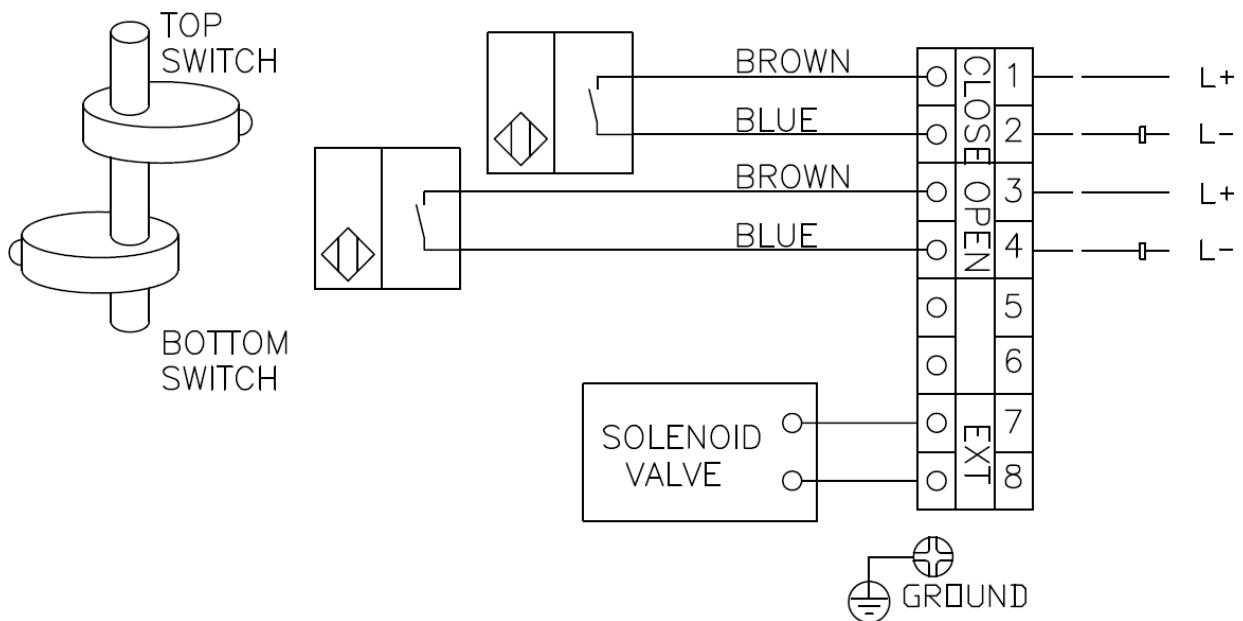 TOP
SWITCH
BOTTOM
SWITCH
BROWN
BLUE
BROWN
BLUE
CLOSE
OPEN
EXT
1
2
3
4
5
6
7
8
L+
L-
L+
L-
SOLENOID
VALVE
GROUND